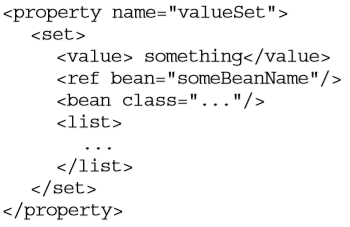 <property name="valueSet">
<set>
<value> something</value>
<ref bean="someBeanName"/>
<bean class="..."/>
<list>
...
</list>
</set>
</property>